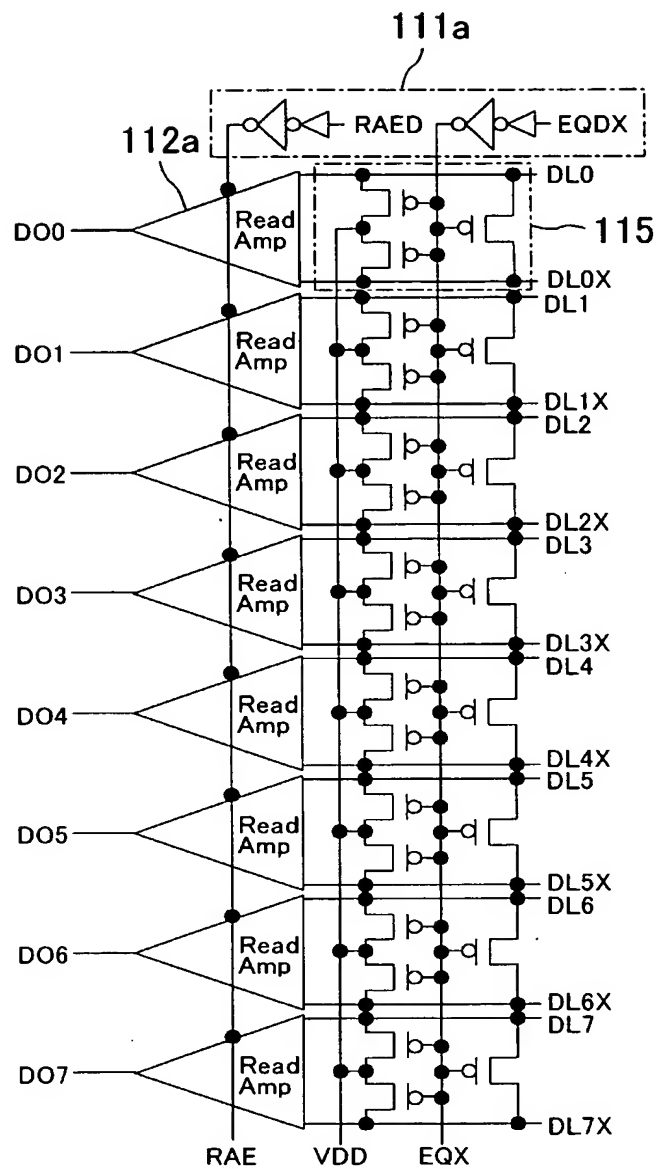 111a
RAED
EQDX
112a
DL0
Read
Amp
DO0
115
DL0X
DL1
Read
Amp
DO1
DL1X
DL2
Read
Amp
DO2
DL2X
DL3
Read
Amp
DO3
DL3X
DL4
Read
Amp
DO4
DL4X
DL5
Read
Amp
DO5
DL5X
DL6
Read
Amp
DO6
DL6X
DL7
Read
Amp
DO7
DL7X
RAE
VDD
EQX